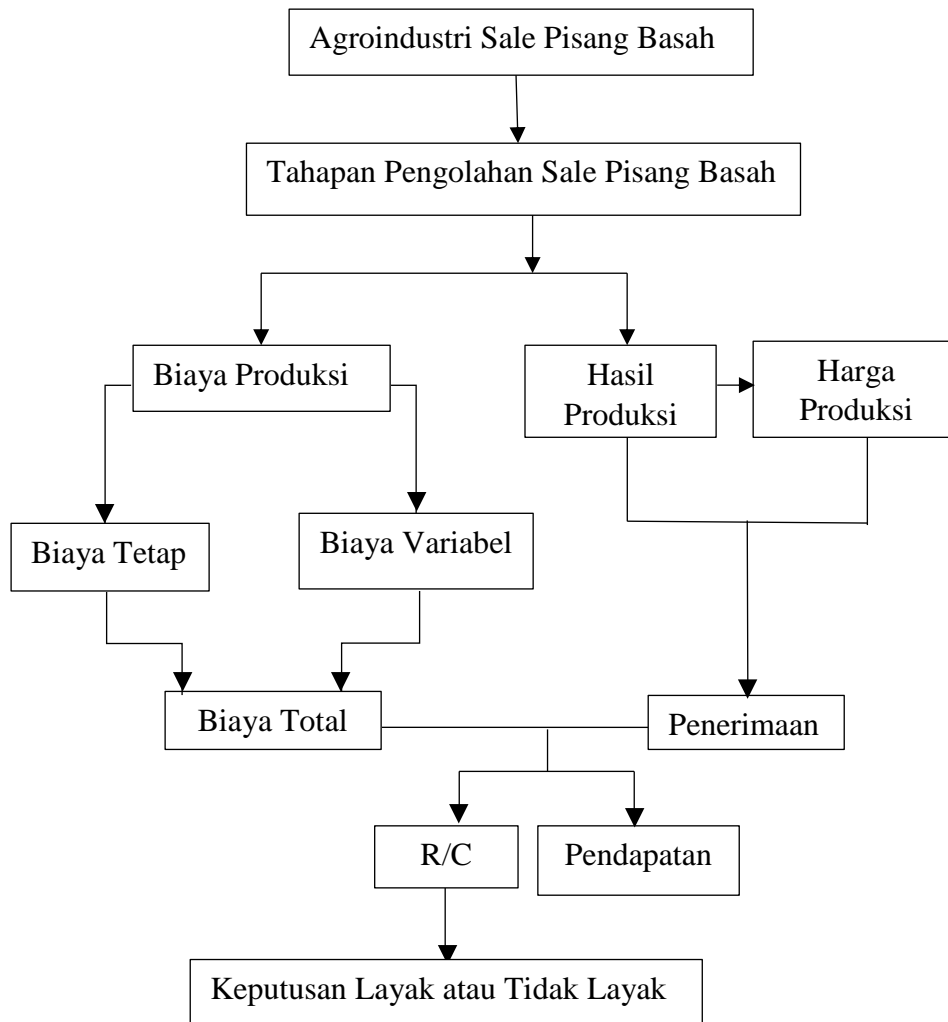 Agroindustri Sale Pisang Basah
Tahapan Pengolahan Sale Pisang Basah
Biaya Produksi
Hasil
Produksi
Harga
Produksi
Biaya Tetap
Biaya Variabel
Biaya Total
Penerimaan
R/C
Pendapatan
Keputusan Layak atau Tidak Layak